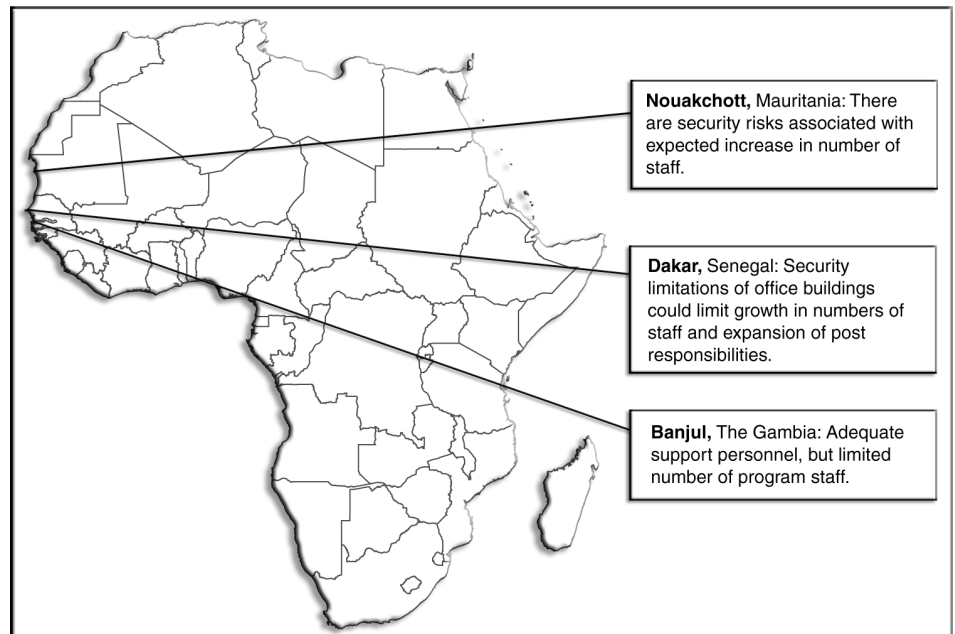 Nouakchott, Mauritania: There
are security risks associated with
expected increase in number of
staff.
Dakar, Senegal: Security
limitations of office buildings
could limit growth in numbers of
staff and expansion of post
responsibilities.
Banjul, The Gambia: Adequate
support personnel, but limited
number of program staff.